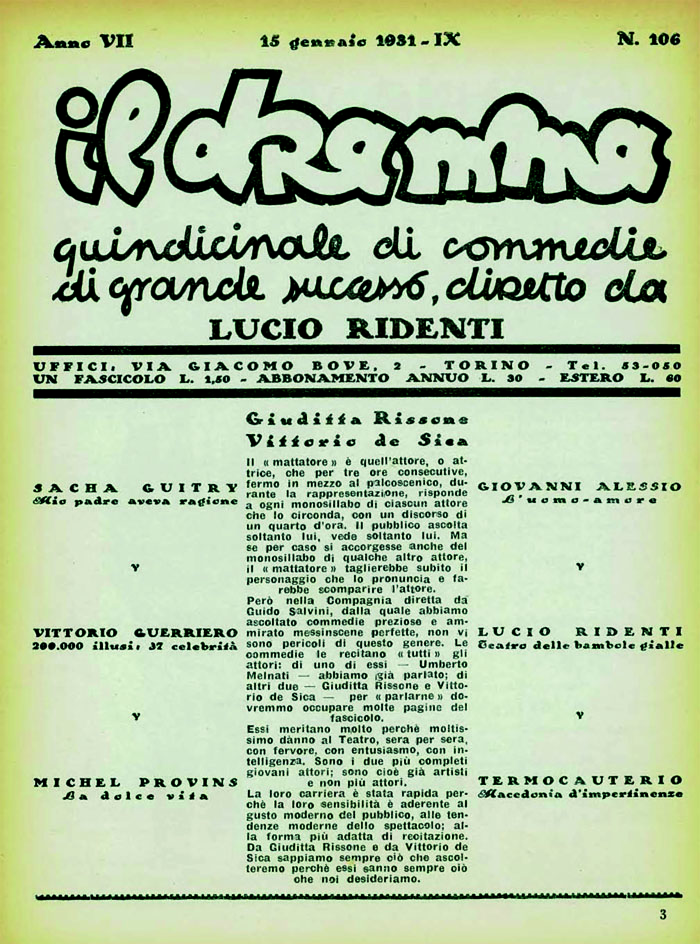 Anno VII 15 gennaio 1931 - IX N. 106
il dramma
quindicinale di commedie
di grande successo, diretto da
LUCIO RIDENTI
UFFICI: VIA GIACOMO BOVE, 2 - TORINO - Tel. 53-050
UN FASCICOLO L. 1,50 - ABBONAMENTO ANNUO L. 30 - ESTERO L. 60
SACHA GUITRY
Mio padre aveva ragione
VITTORIO GUERRIERO
200.000 illusi: 37 celebrità
MICHEL PROVINS
La dolce vita
Giuditta Rissone
Vittorio de Sica
Il « mattatore » è quell'attore, o at-
trice, che per tre ore consecutive,
fermo in mezzo al palcoscenico, du-
rante la rappresentazione, risponde
a ogni monosillabo di ciascun attore
che lo circonda, con un discorso di
un quarto d'ora. Il pubblico ascolta
soltanto lui, vede soltanto lui. Ma
se per caso si accorgesse anche del
monosillabo di qualche altro attore,
il « mattatore » taglierebbe subito il
personaggio che lo pronuncia e fa-
rebbe scomparire l'attore.
Però nella Compagnia diretta da
Guido Salvini, dalla quale abbiamo
ascoltato commedie preziose e am-
mirato messinscene perfette, non vi
sono pericoli di questo genere. Le
commedie le recitano « tutti » gli
attori: di uno di essi — Umberto
Melnati — abbiamo già parlato; di
altri due — Giuditta Rissone e Vitto-
rio de Sica — per « parlarne » do-
vremmo occupare molte pagine del
fascicolo.
Essi meritano molto perchè moltis-
simo dànno al Teatro, sera per sera,
con fervore, con entusiasmo, con in-
telligenza. Sono i due più completi
giovani attori; sono cioè già artisti
e non più attori.
La loro carriera è stata rapida per-
chè la loro sensibilità è aderente al
gusto moderno del pubblico, alle ten-
denze moderne dello spettacolo; al-
la forma più adatta di recitazione.
Da Giuditta Rissone e da Vittorio de
Sica sappiamo sempre ciò che ascol-
teremo perchè essi sanno sempre ciò
che noi desideriamo.
GIOVANNI ALESSIO
L'uomo-amore
LUCIO RIDENTI
Teatro delle bambole gialle
TERMOCAUTERIO
Macedonia d'impertinenze
3